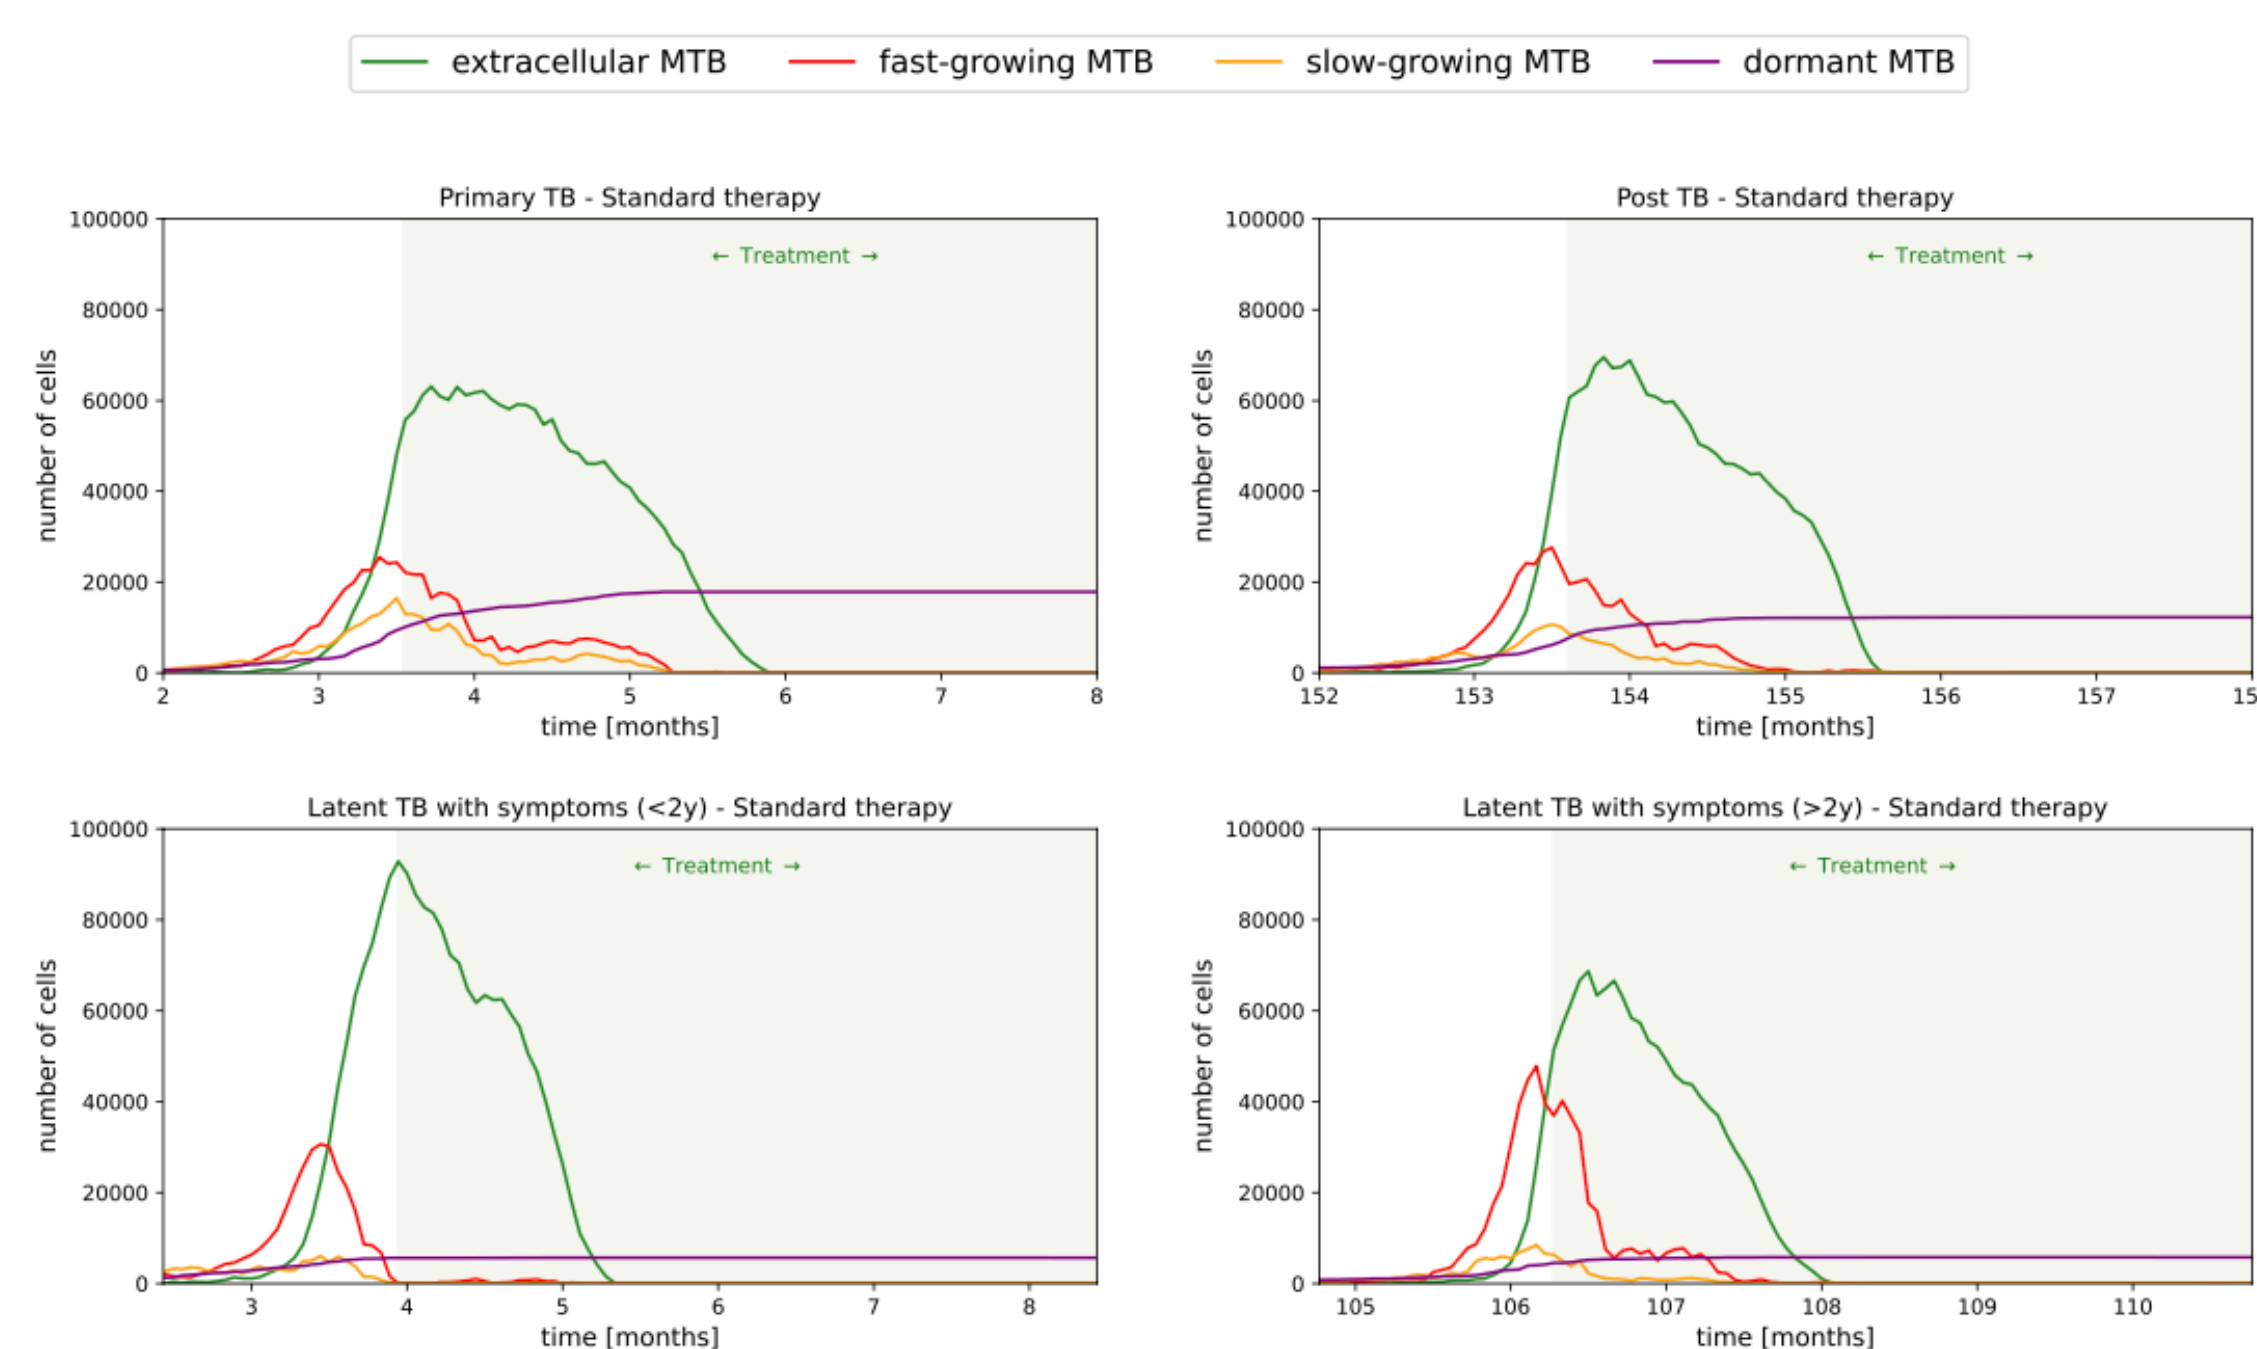 extracellular MTB fast-growing MTB slow-growing MTB dormant MTB
Primary TB - Standard therapy
100000
80000
60000
40000
20000
0
number of cells
← Treatment →
2 3 4 5 6 7 8
time [months]
Post TB - Standard therapy
100000
80000
60000
40000
20000
0
number of cells
← Treatment →
152 153 154 155 156 157 15
time [months]
Latent TB with symptoms (<2y) - Standard therapy
100000
80000
60000
40000
20000
0
number of cells
← Treatment →
3 4 5 6 7 8
time [months]
Latent TB with symptoms (>2y) - Standard therapy
100000
80000
60000
40000
20000
0
number of cells
← Treatment →
105 106 107 108 109 110
time [months]